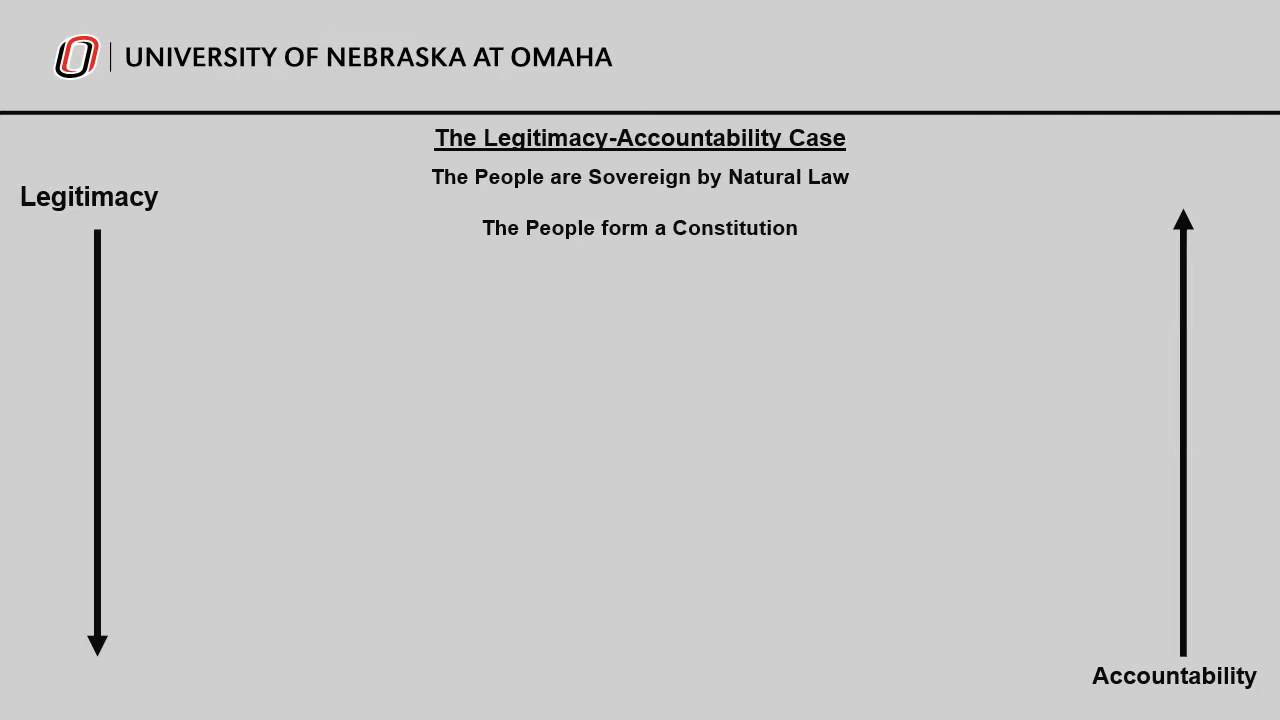 UNIVERSITY OF NEBRASKA AT OMAHA
The Legitimacy-Accountability Case
The People are Sovereign by Natural Law
Legitimacy
The People form a Constitution
Accountability